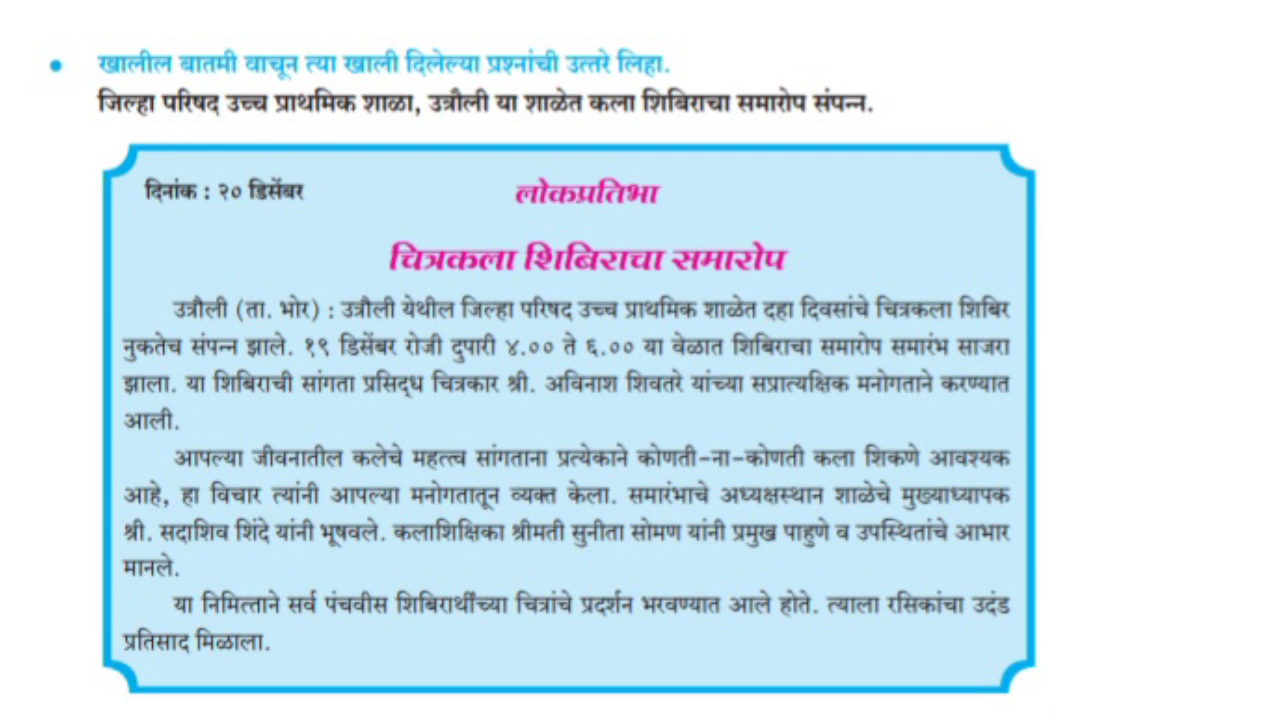 • खालील बातमी वाचून त्या खाली दिलेल्या प्रश्नांची उत्तरे लिहा.
जिल्हा परिषद उच्च प्राथमिक शाळा, उत्रौली या शाळेत कला शिबिराचा समारोप संपन्न.
दिनांक : २० डिसेंबर
लोकप्रतिभा
चित्रकला शिबिराचा समारोप
उत्रौली (ता. भोर) : उत्रौली येथील जिल्हा परिषद उच्च प्राथमिक शाळेत दहा दिवसांचे चित्रकला शिबिर
नुकतेच संपन्न झाले. १९ डिसेंबर रोजी दुपारी ४.०० ते ६.०० या वेळात शिबिराचा समारोप समारंभ साजरा
झाला. या शिबिराची सांगता प्रसिद्ध चित्रकार श्री. अविनाश शिवतरे यांच्या सप्रात्यक्षिक मनोगताने करण्यात
आली.
आपल्या जीवनातील कलेचे महत्त्व सांगताना प्रत्येकाने कोणती-ना-कोणती कला शिकणे आवश्यक
आहे, हा विचार त्यांनी आपल्या मनोगतातून व्यक्त केला. समारंभाचे अध्यक्षस्थान शाळेचे मुख्याध्यापक
श्री. सदाशिव शिंदे यांनी भूषवले. कलाशिक्षिका श्रीमती सुनीता सोमण यांनी प्रमुख पाहुणे व उपस्थितांचे आभार
मानले.
या निमित्ताने सर्व पंचवीस शिबिरार्थींच्या चित्रांचे प्रदर्शन भरवण्यात आले होते. त्याला रसिकांचा उदंड
प्रतिसाद मिळाला.